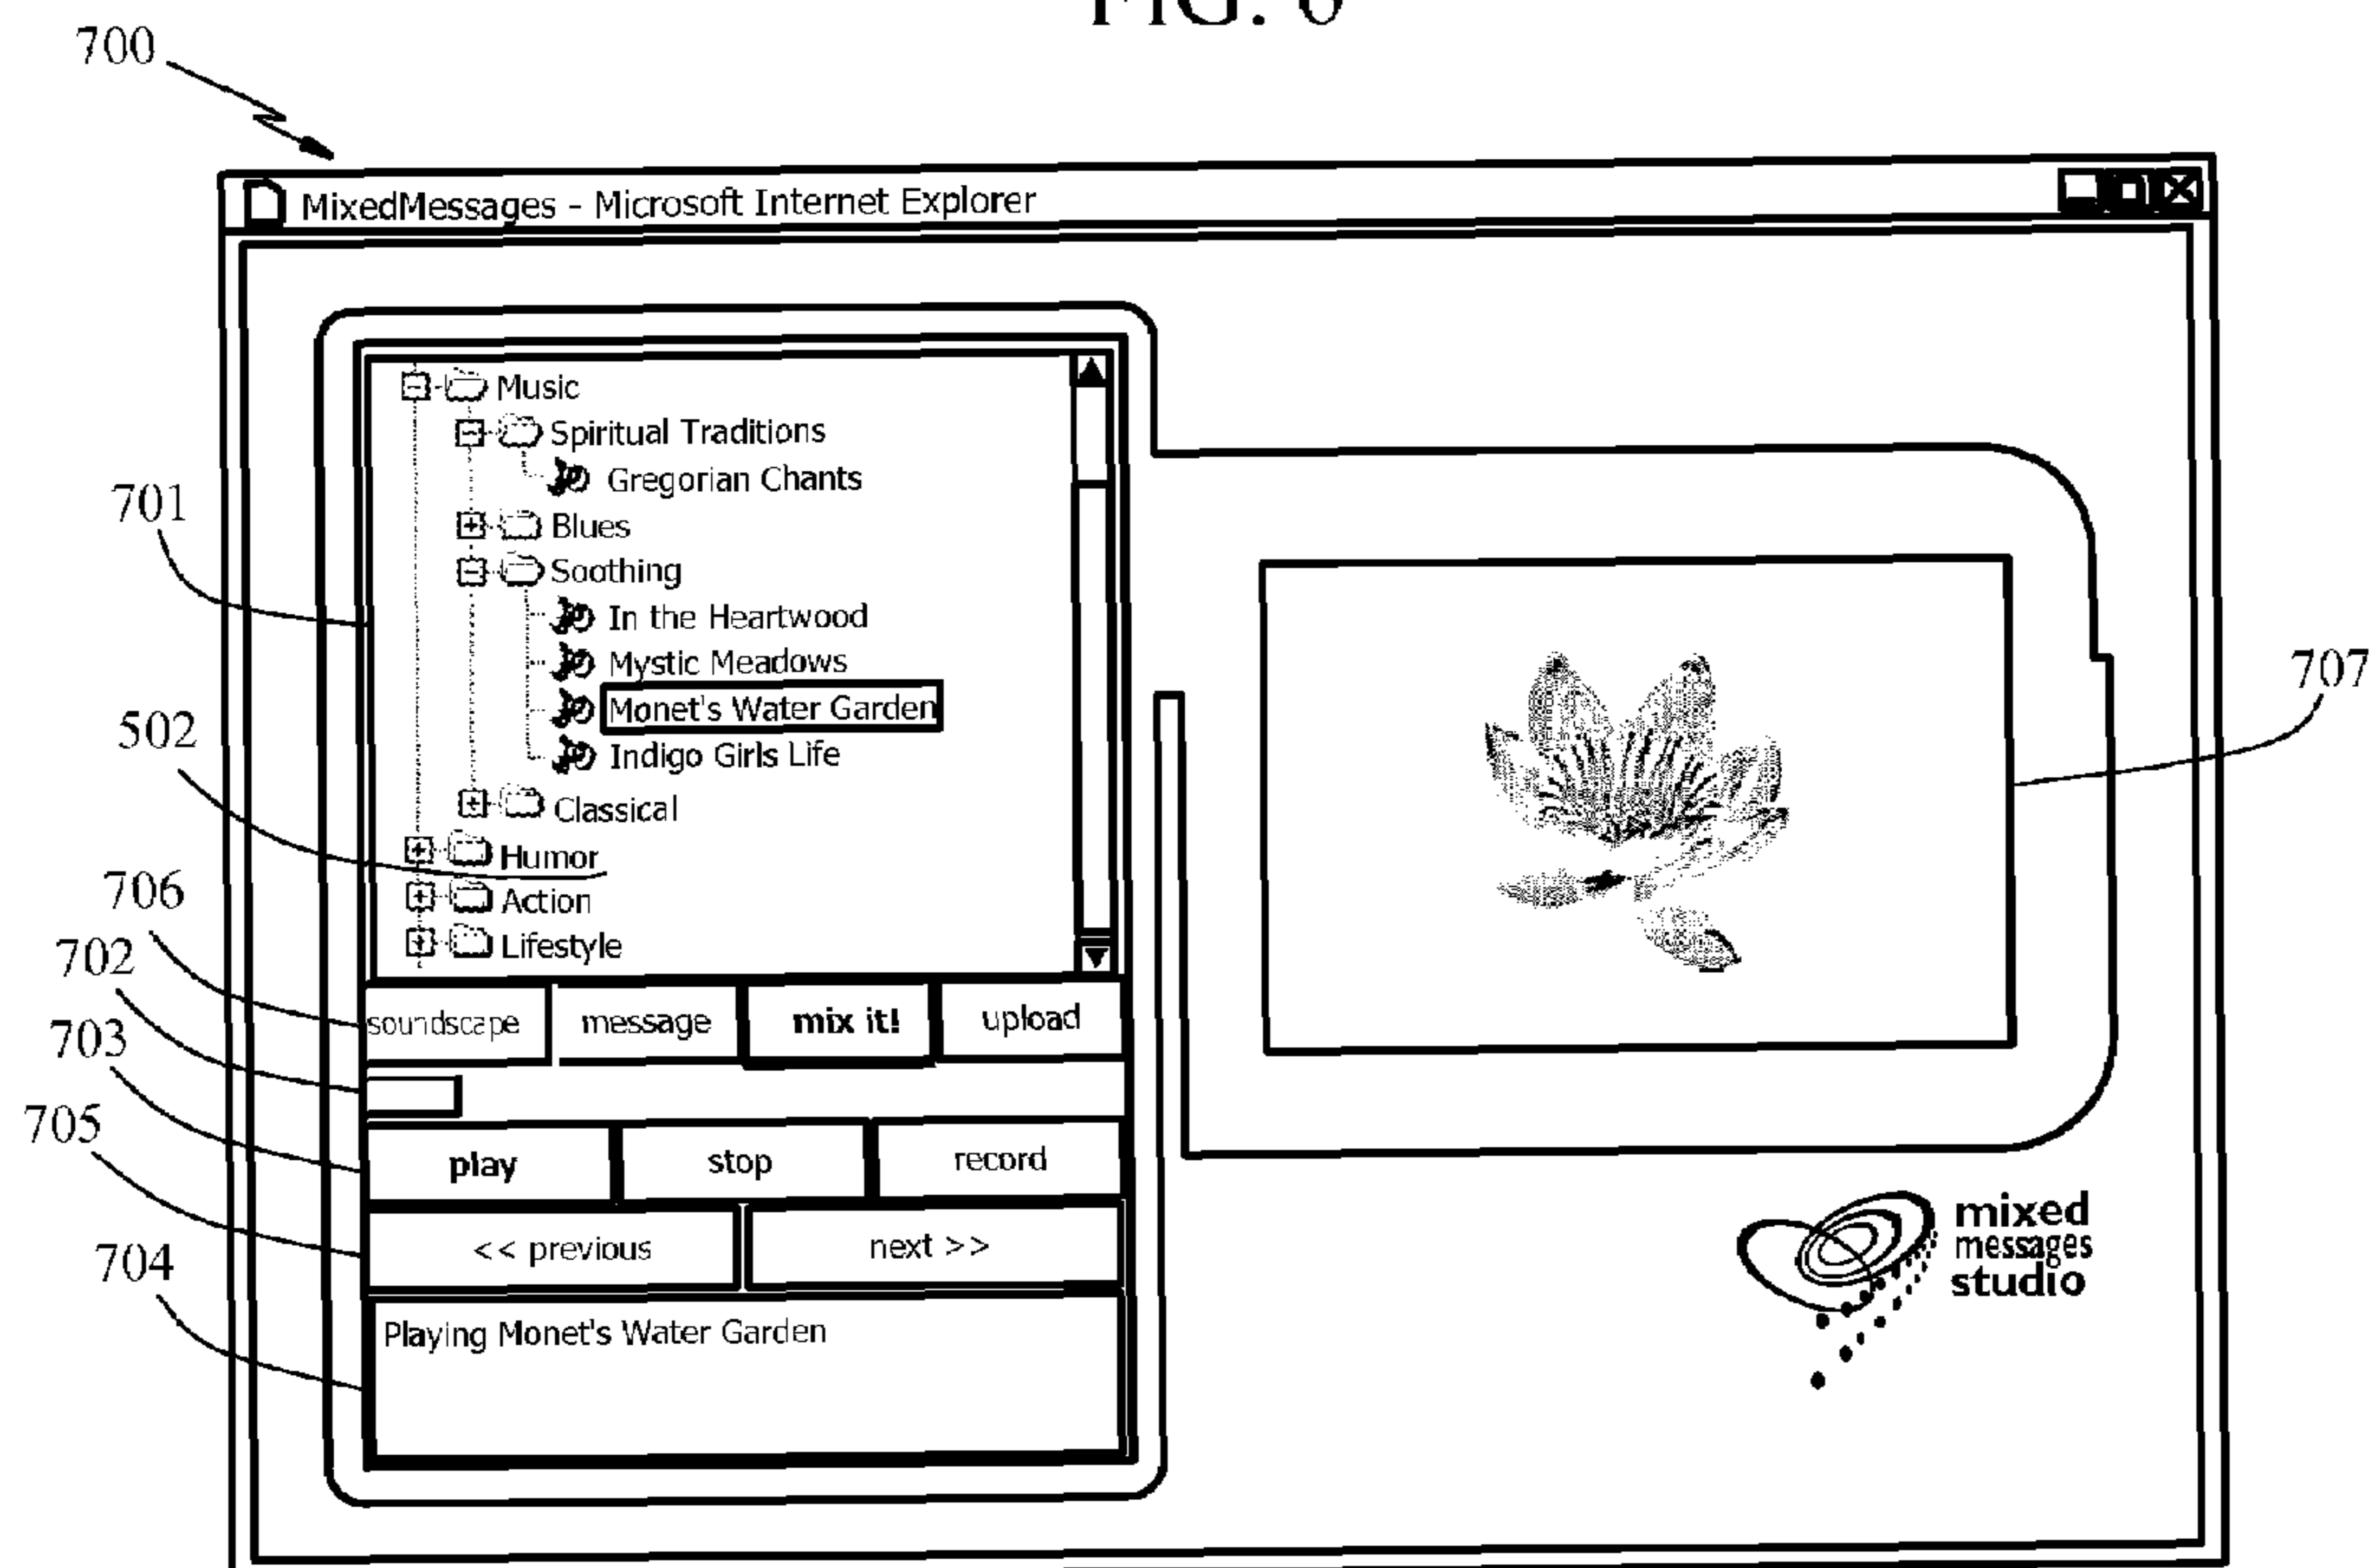 FIG. 6
700
MixedMessages - Microsoft Internet Explorer
Music
Spiritual Traditions
Gregorian Chants
701
Blues
Soothing
In the Heartwood
Mystic Meadows
707
502
Monet's Water Garden
Indigo Girls Life
Classical
Humor
706
Action
702
Lifestyle
703
soundscape message mix it! upload
705
play stop record
704
<< previous next >>
mixed
messages
studio
Playing Monet's Water Garden